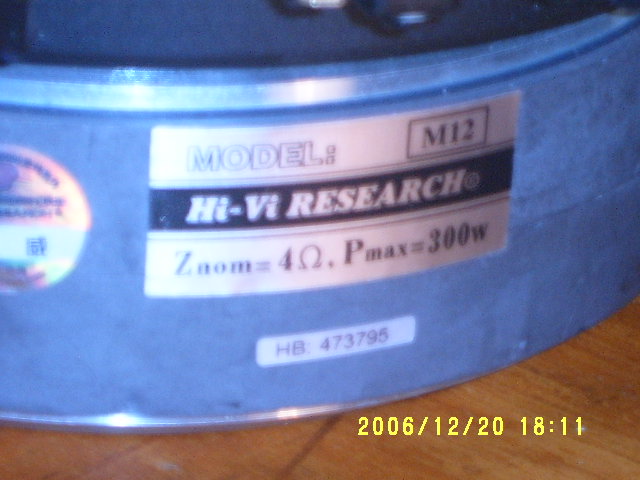 MODEL: M12
Hi-Vi RESEARCH®
Znom=4Ω, Pmax=300w
HB: 473795
2006/12/20 18:11